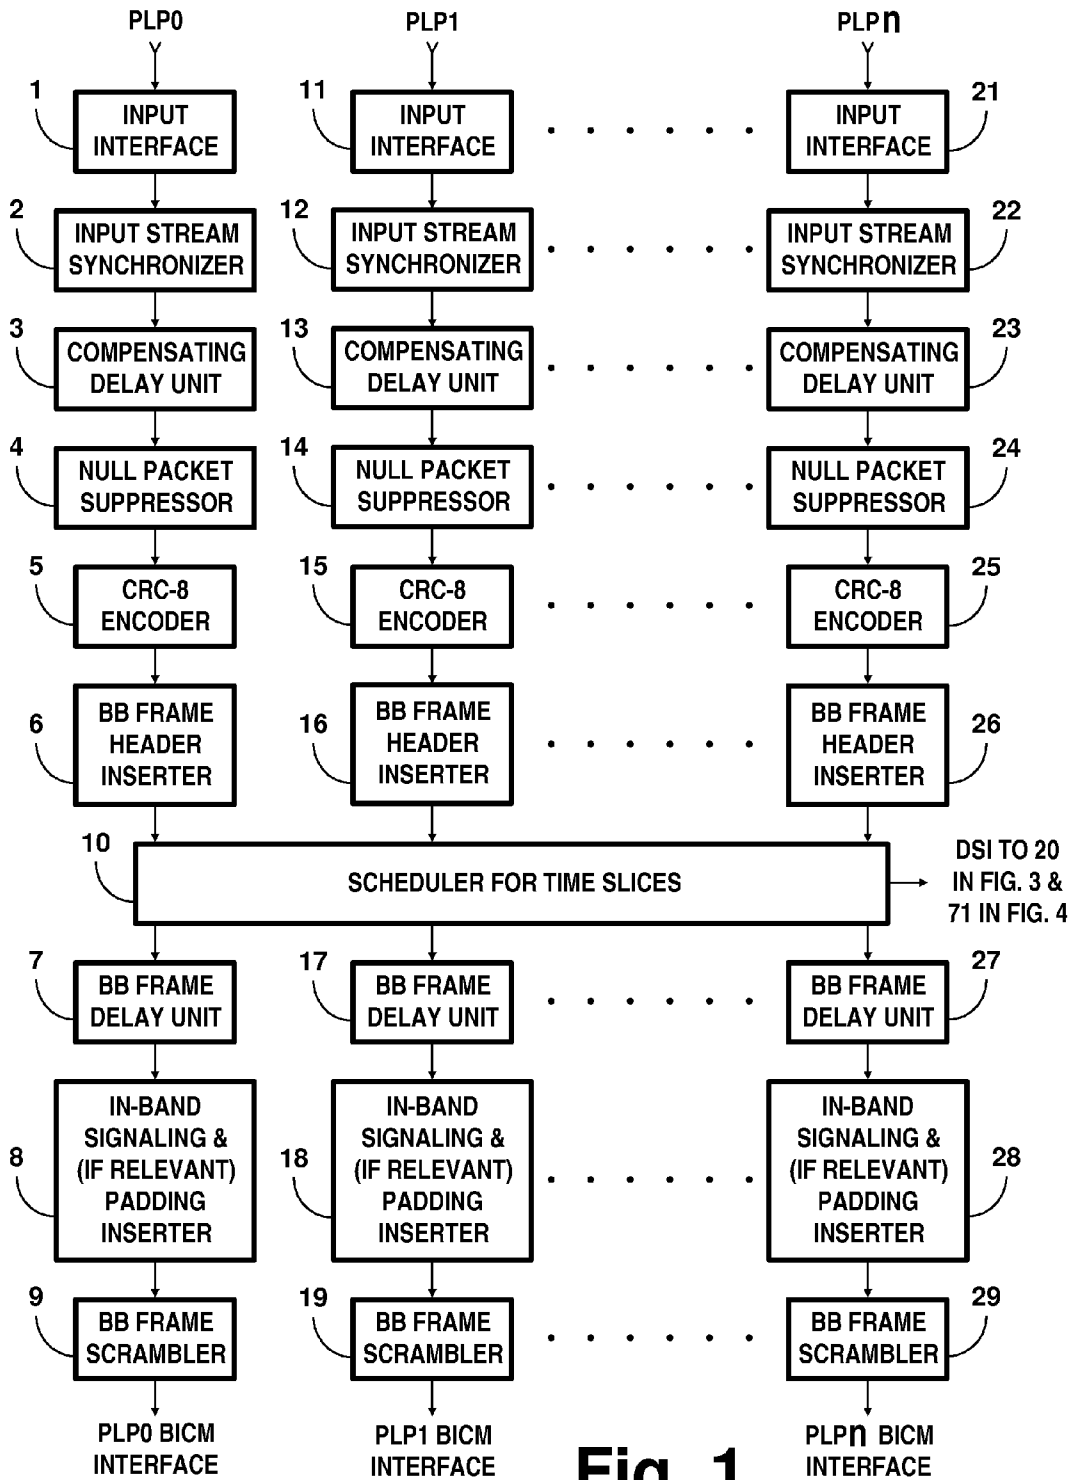 PLP0 PLP1 PLPn
1 INPUT INTERFACE 11 INPUT INTERFACE 21 INPUT INTERFACE
2 INPUT STREAM SYNCHRONIZER 12 INPUT STREAM SYNCHRONIZER 22 INPUT STREAM SYNCHRONIZER
3 COMPENSATING DELAY UNIT 13 COMPENSATING DELAY UNIT 23 COMPENSATING DELAY UNIT
4 NULL PACKET SUPPRESSOR 14 NULL PACKET SUPPRESSOR 24 NULL PACKET SUPPRESSOR
5 CRC-8 ENCODER 15 CRC-8 ENCODER 25 CRC-8 ENCODER
6 BB FRAME HEADER INSERTER 16 BB FRAME HEADER INSERTER 26 BB FRAME HEADER INSERTER
10 SCHEDULER FOR TIME SLICES
DSI TO 20
IN FIG. 3 &
71 IN FIG. 4
7 BB FRAME DELAY UNIT 17 BB FRAME DELAY UNIT 27 BB FRAME DELAY UNIT
8 IN-BAND SIGNALING & (IF RELEVANT) PADDING INSERTER 18 IN-BAND SIGNALING & (IF RELEVANT) PADDING INSERTER 28 IN-BAND SIGNALING & (IF RELEVANT) PADDING INSERTER
9 BB FRAME SCRAMBLER 19 BB FRAME SCRAMBLER 29 BB FRAME SCRAMBLER
PLP0 BICM INTERFACE PLP1 BICM INTERFACE PLPn BICM INTERFACE
Fig. 1